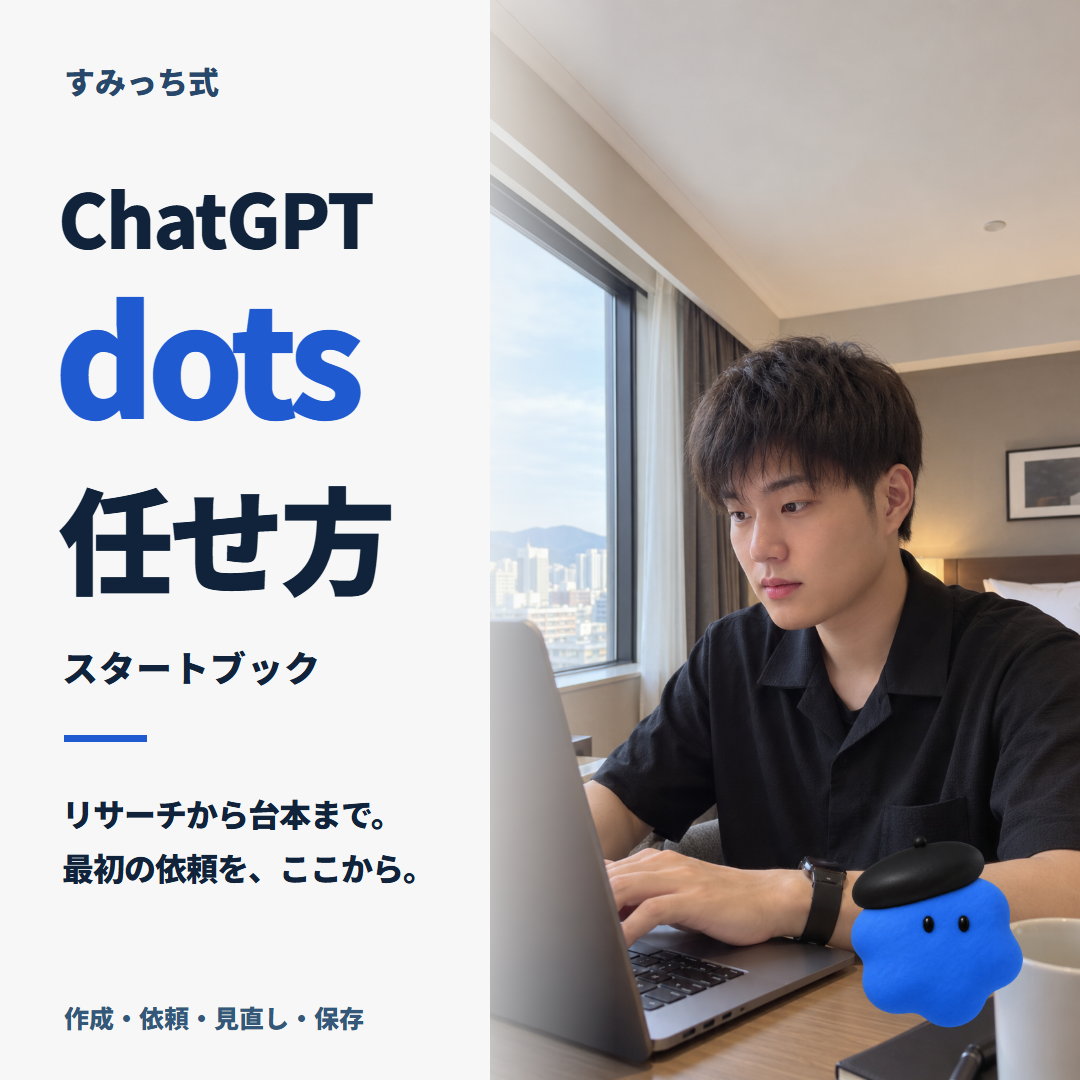 すみっち式
ChatGPT
dots
任せ方
スタートブック
リサーチから台本まで。
最初の依頼を、ここから。
作成・依頼・見直し・保存